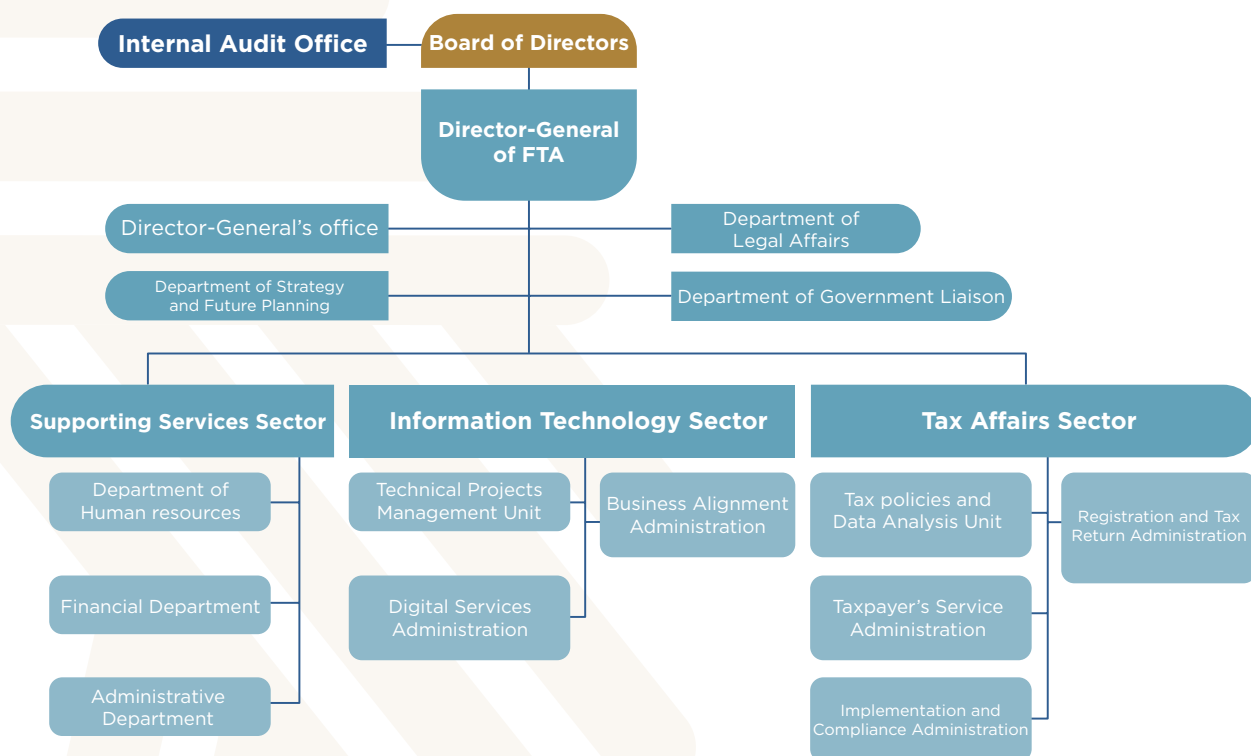 Internal Audit Office
Board of Directors
Director-General
of FTA
Director-General's office
Department of
Legal Affairs
Department of Strategy
and Future Planning
Department of Government Liaison
Supporting Services Sector
Information Technology Sector
Tax Affairs Sector
Department of
Human resources
Financial Department
Administrative
Department
Technical Projects
Management Unit
Business Alignment
Administration
Digital Services
Administration
Tax policies and
Data Analysis Unit
Registration and Tax
Return Administration
Taxpayer's Service
Administration
Implementation and
Compliance Administration